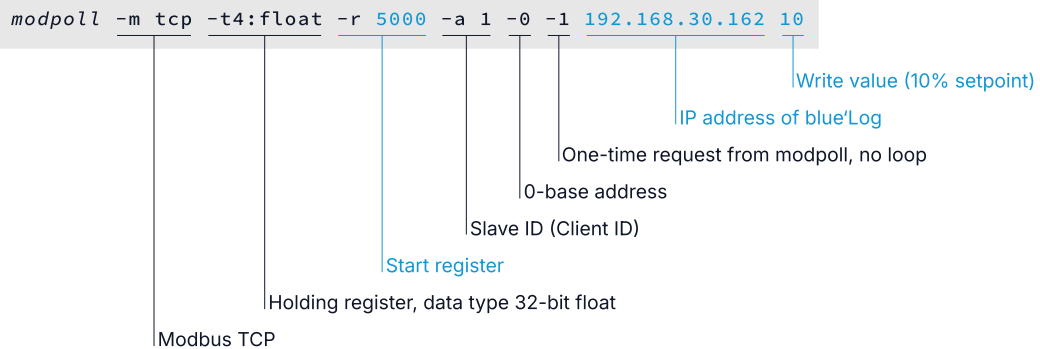 modpoll -m tcp -t4:float -r 5000 -a 1 -0 -1 192.168.30.162 10
Write value (10% setpoint)
IP address of blue‘Log
One-time request from modpoll, no loop
0-base address
Slave ID (Client ID)
Start register
Holding register, data type 32-bit float
Modbus TCP